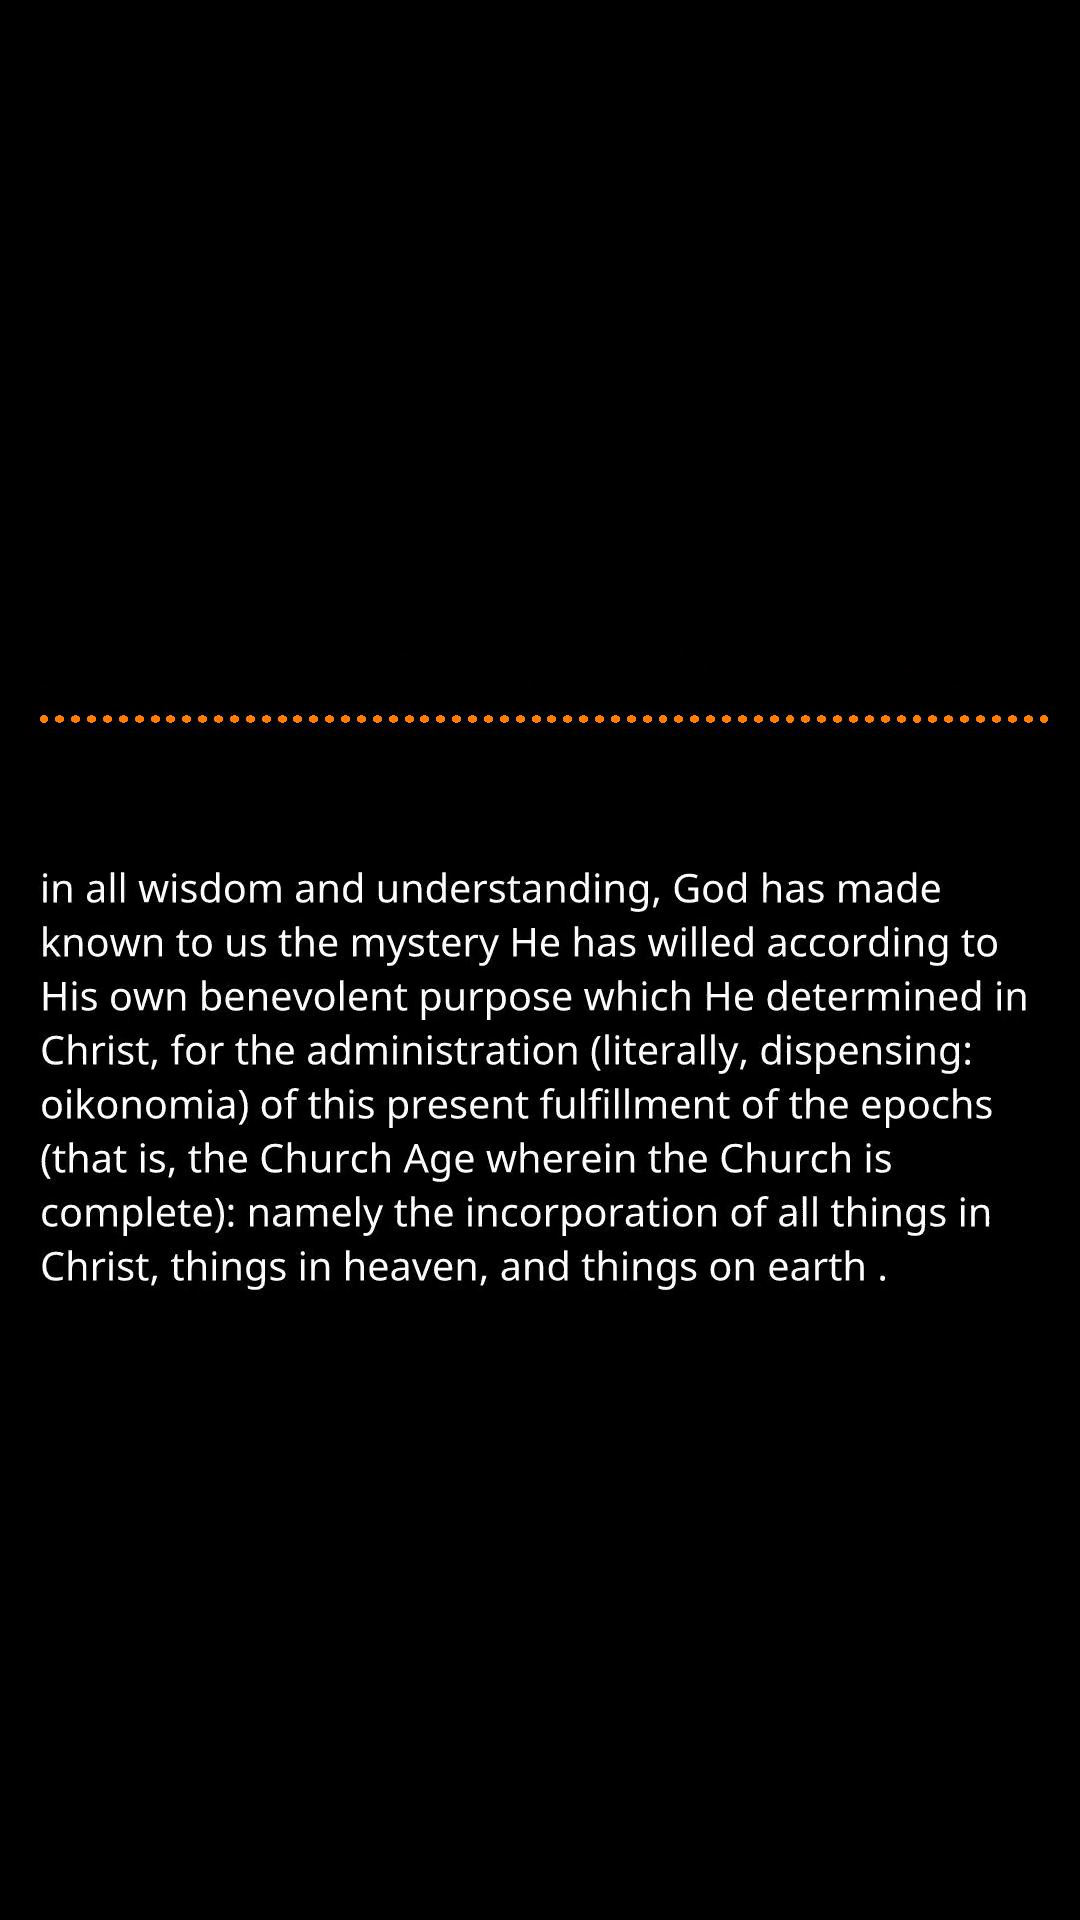 in all wisdom and understanding, God has made
known to us the mystery He has willed according to
His own benevolent purpose which He determined in
Christ, for the administration (literally, dispensing:
oikonomia) of this present fulfillment of the epochs
(that is, the Church Age wherein the Church is
complete): namely the incorporation of all things in
Christ, things in heaven, and things on earth .